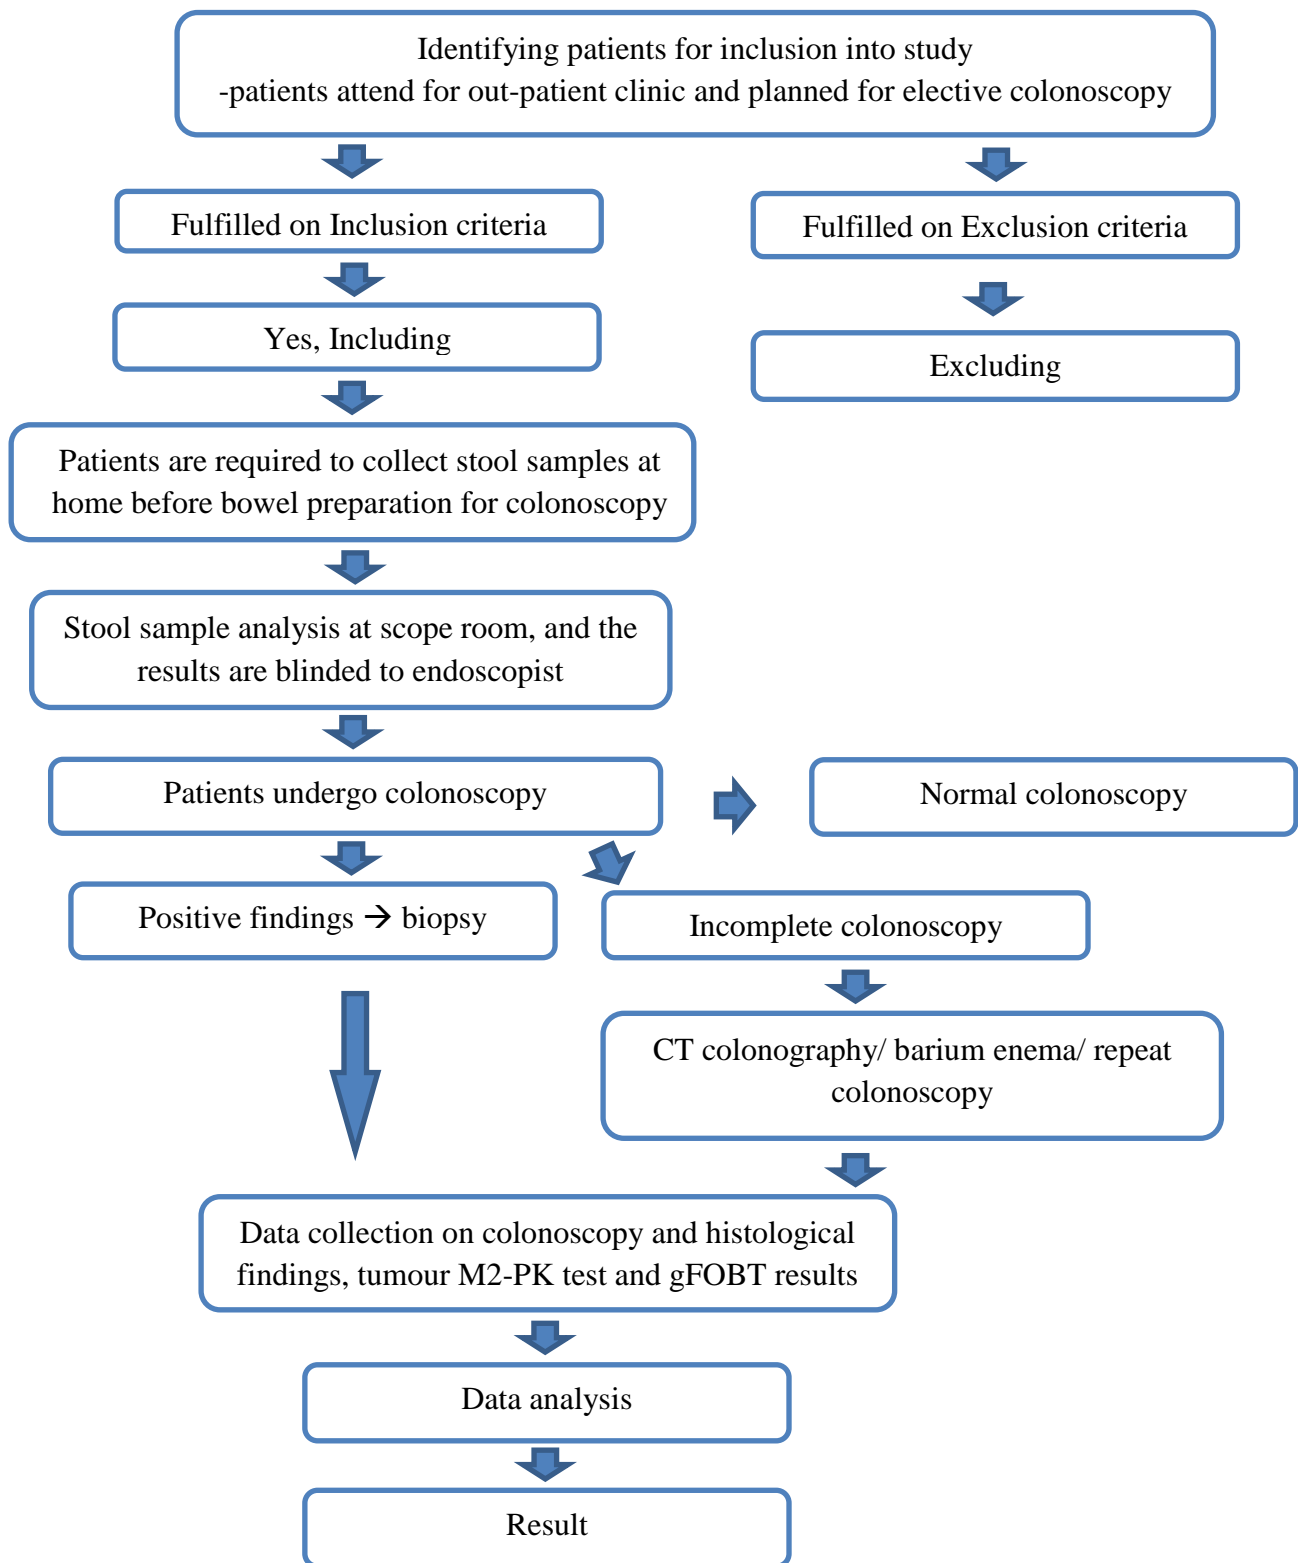 Identifying patients for inclusion into study
-patients attend for out-patient clinic and planned for elective colonoscopy
Fulfilled on Inclusion criteria
Fulfilled on Exclusion criteria
Yes, Including
Excluding
Patients are required to collect stool samples at
home before bowel preparation for colonoscopy
Stool sample analysis at scope room, and the
results are blinded to endoscopist
Patients undergo colonoscopy
Normal colonoscopy
Positive findings → biopsy
Incomplete colonoscopy
CT colonography/ barium enema/ repeat
colonoscopy
Data collection on colonoscopy and histological
findings, tumour M2-PK test and gFOBT results
Data analysis
Result